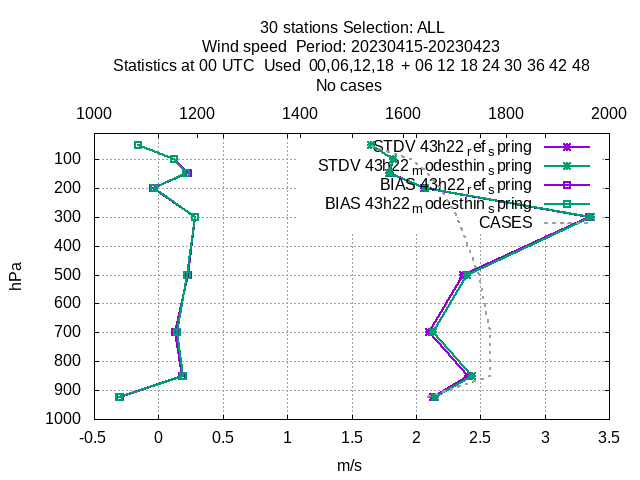 30 stations Selection: ALL
Wind speed  Period: 20230415-20230423
Statistics at 00 UTC  Used  00,06,12,18  + 06 12 18 24 30 36 42 48
No cases
1000 1200 1400 1600 1800 2000
STDV 43h22_ref_spring
STDV 43h22_modesthin_spring
BIAS 43h22_ref_spring
BIAS 43h22_modesthin_spring
CASES
100
200
300
400
500
600
700
800
900
1000
hPa
-0.5 0 0.5 1 1.5 2 2.5 3 3.5
m/s